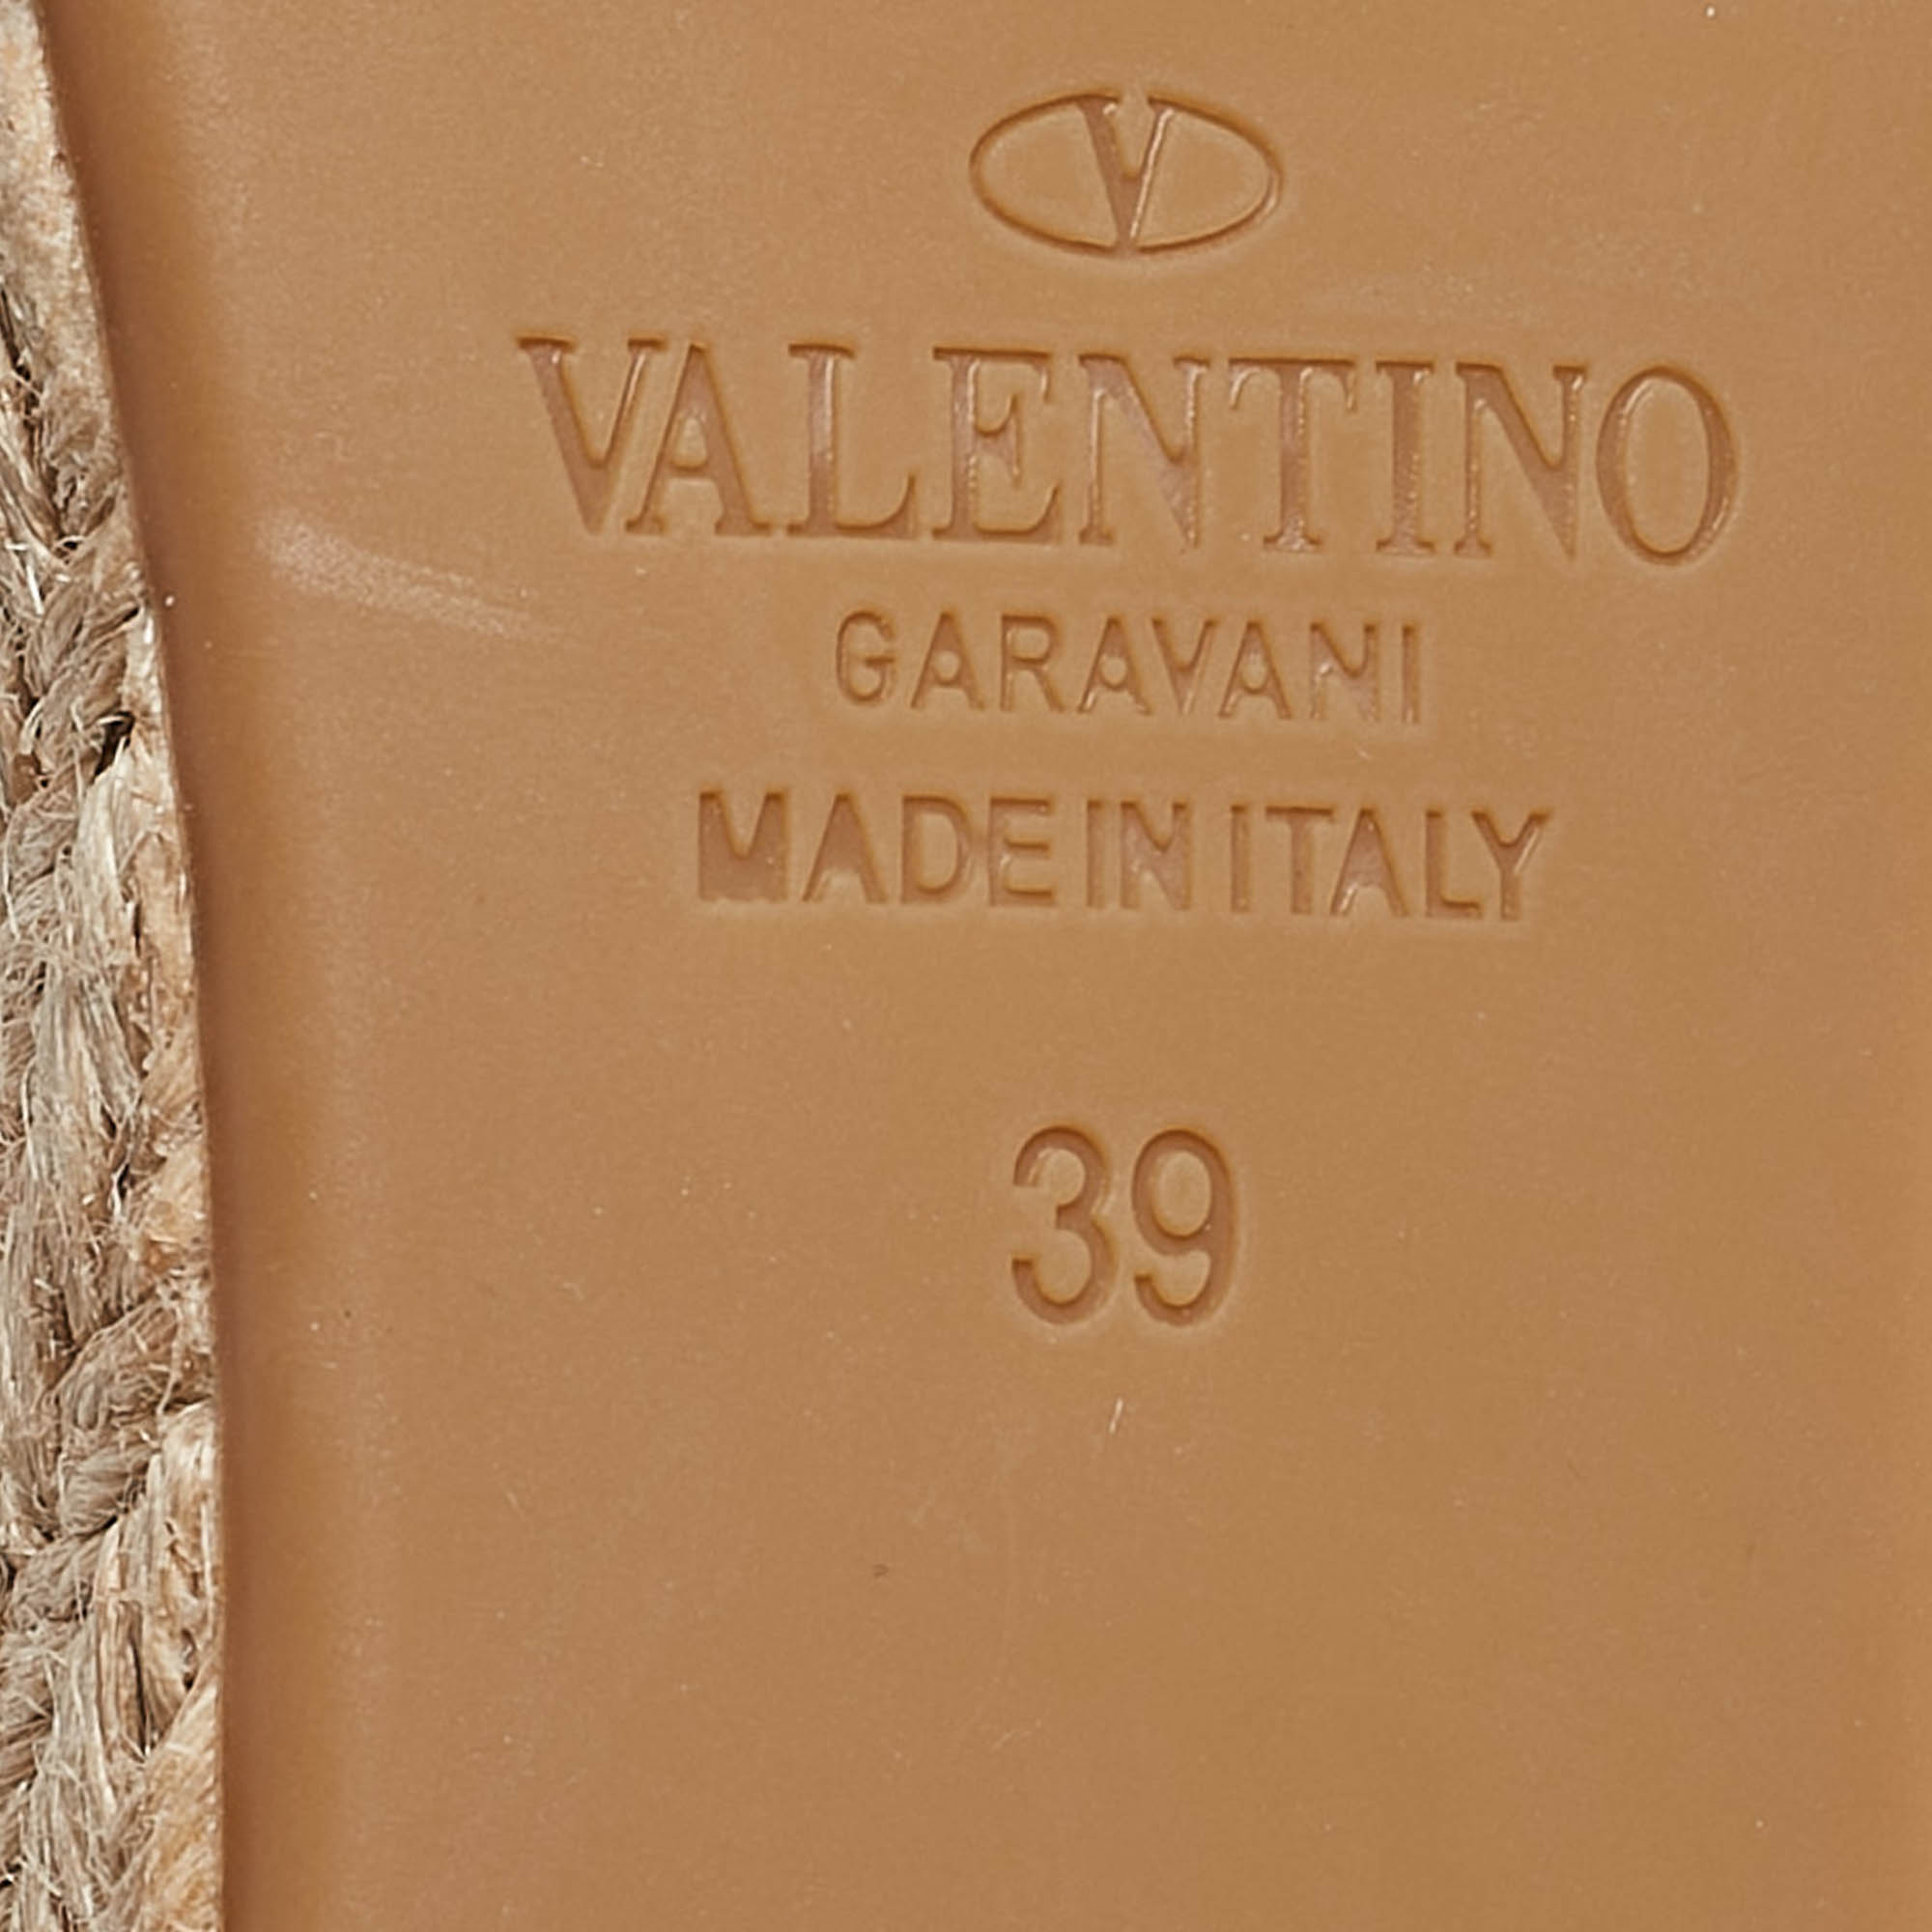 V
VALENTINO
GARAVANI
MADE IN ITALY
39